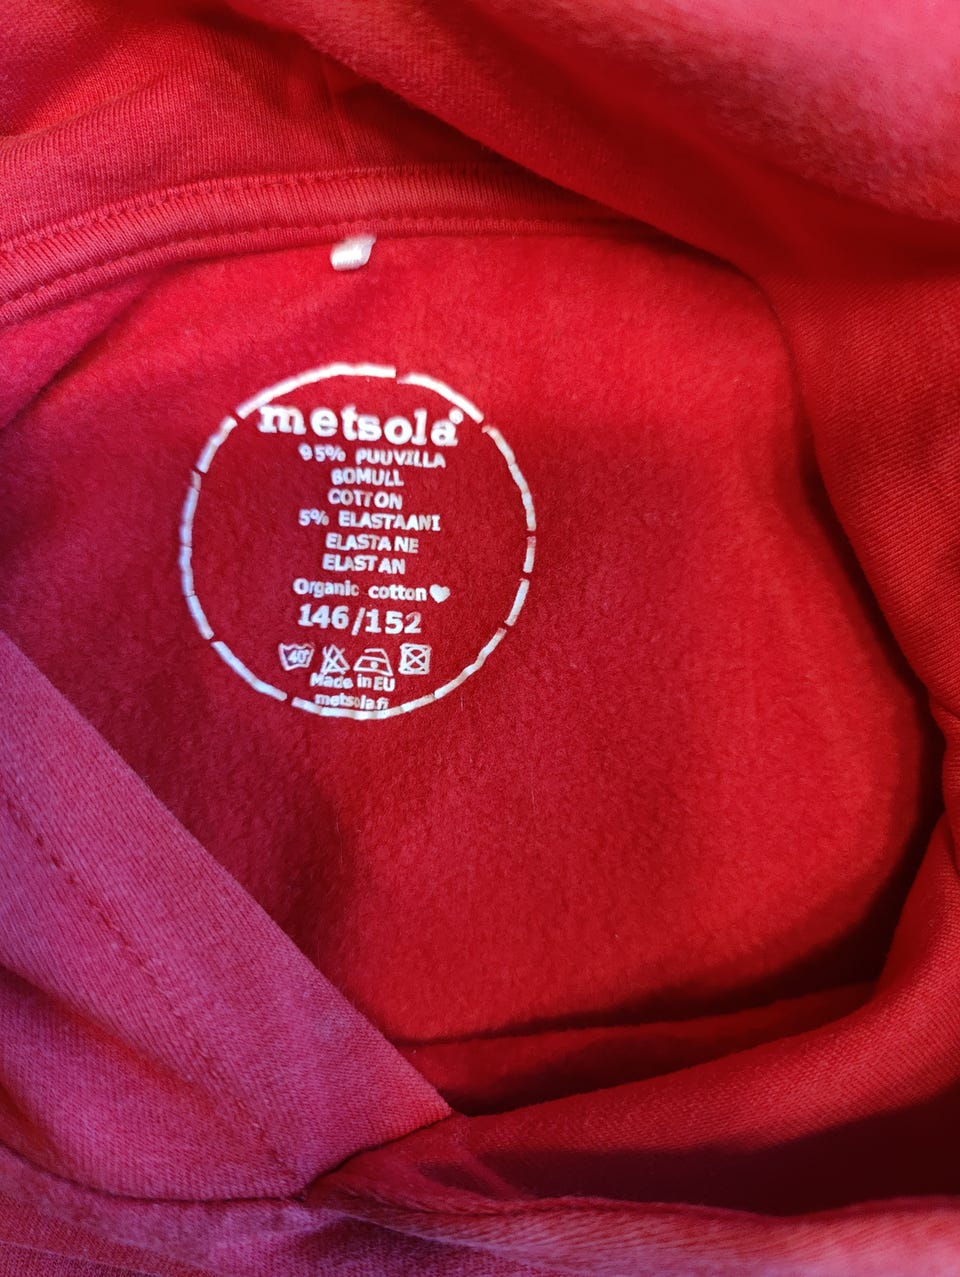 metsola®
95% PUUVILLA
BOMULL
COTTON
5% ELASTAANI
ELASTANE
ELASTAN
Organic cotton♥
146/152
40°
Made in EU
metsola.fi